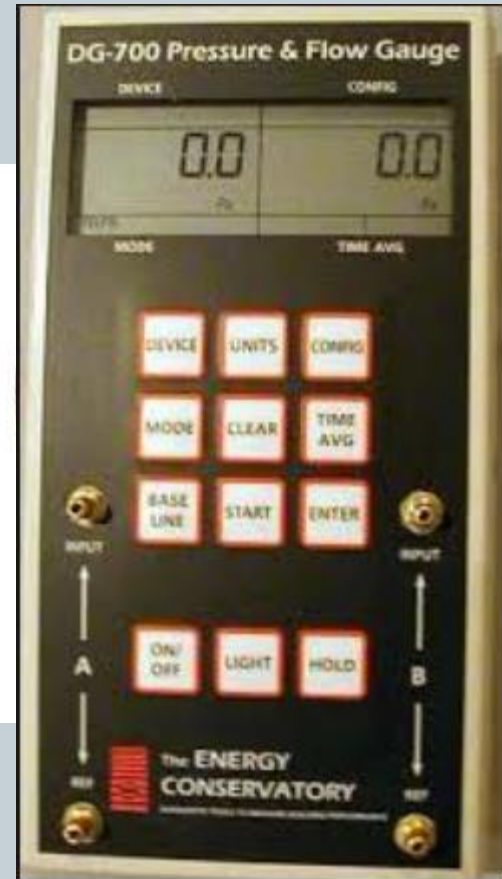 DG-700 Pressure & Flow Gauge
DEVICE CONFIG
0.0 0.0
Pa Pa
MODE TIME AVG
DEVICE UNITS CONFIG
MODE CLEAR TIME AVG
BASE LINE START ENTER
INPUT INPUT
ON/OFF LIGHT HOLD
A B
The ENERGY
CONSERVATORY
REF REF